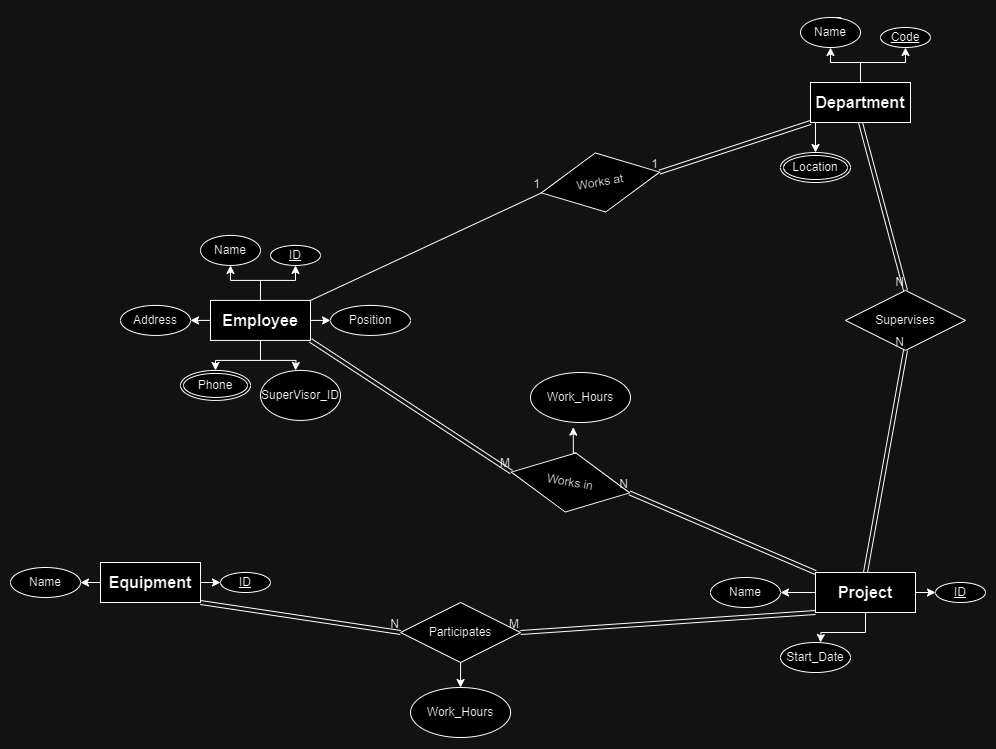 Name
Code
Department
Location
1
Works at
1
Name
ID
Address
Employee
Position
Phone
SuperVisor_ID
N
Supervises
N
Work_Hours
M
Works in
N
Name
Equipment
ID
Name
Project
ID
N
Participates
M
Start_Date
Work_Hours